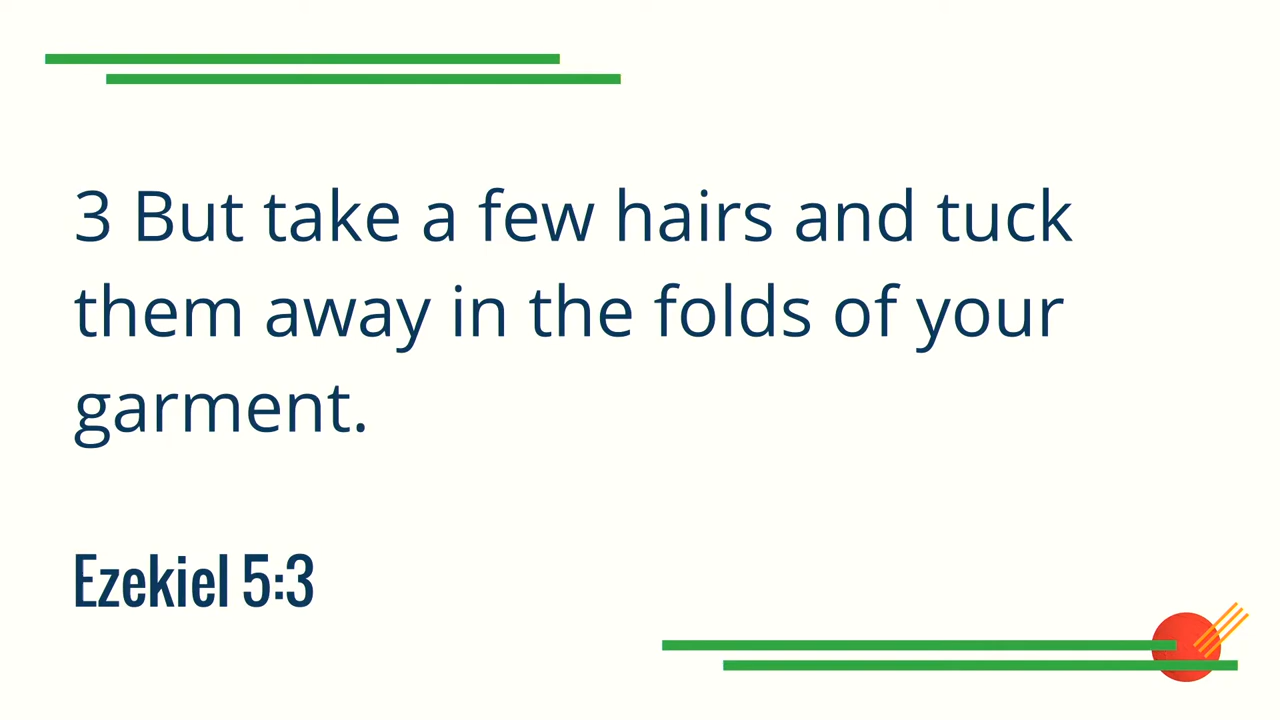 3 But take a few hairs and tuck
them away in the folds of your
garment.
Ezekiel 5:3